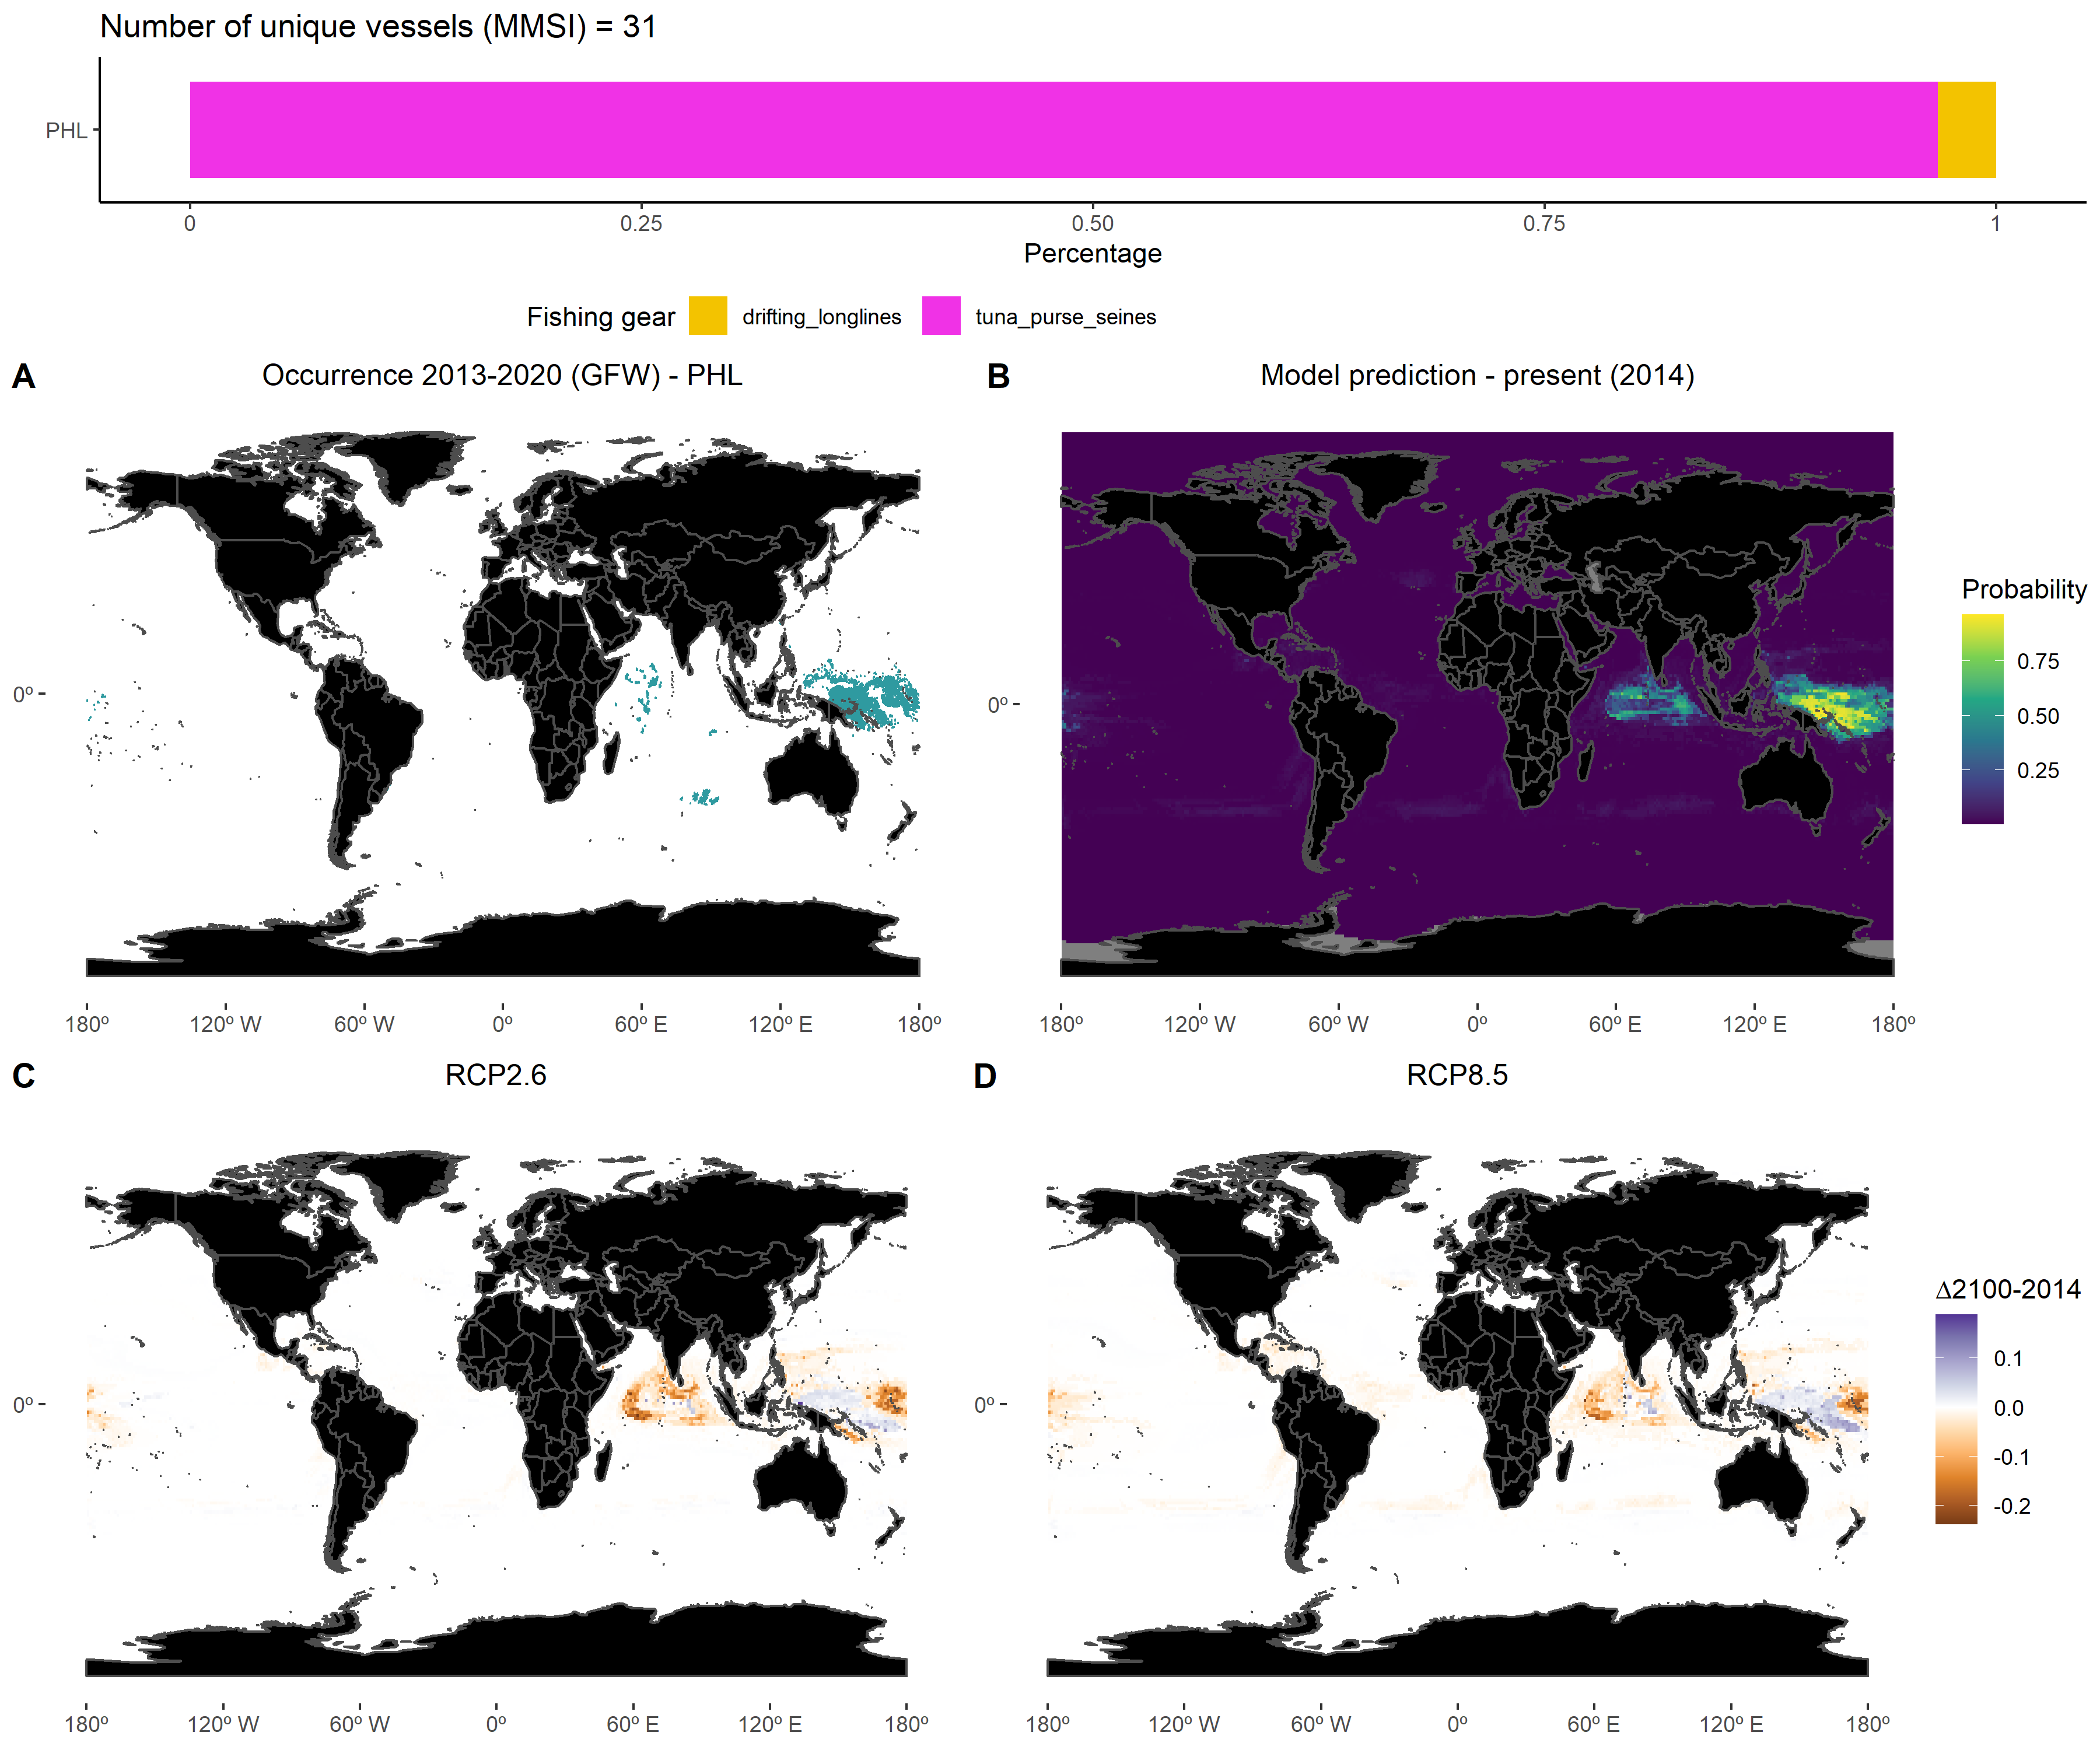 Number of unique vessels (MMSI) = 31
PHL
0 0.25 0.50 0.75 1
Percentage
Fishing gear drifting_longlines tuna_purse_seines
A Occurrence 2013-2020 (GFW) - PHL
0º
180º 120º W 60º W 0º 60º E 120º E 180º
B Model prediction - present (2014)
0º
180º 120º W 60º W 0º 60º E 120º E 180º
Probability
0.75
0.50
0.25
C RCP2.6
0º
180º 120º W 60º W 0º 60º E 120º E 180º
D RCP8.5
0º
180º 120º W 60º W 0º 60º E 120º E 180º
Δ2100-2014
0.1
0.0
-0.1
-0.2